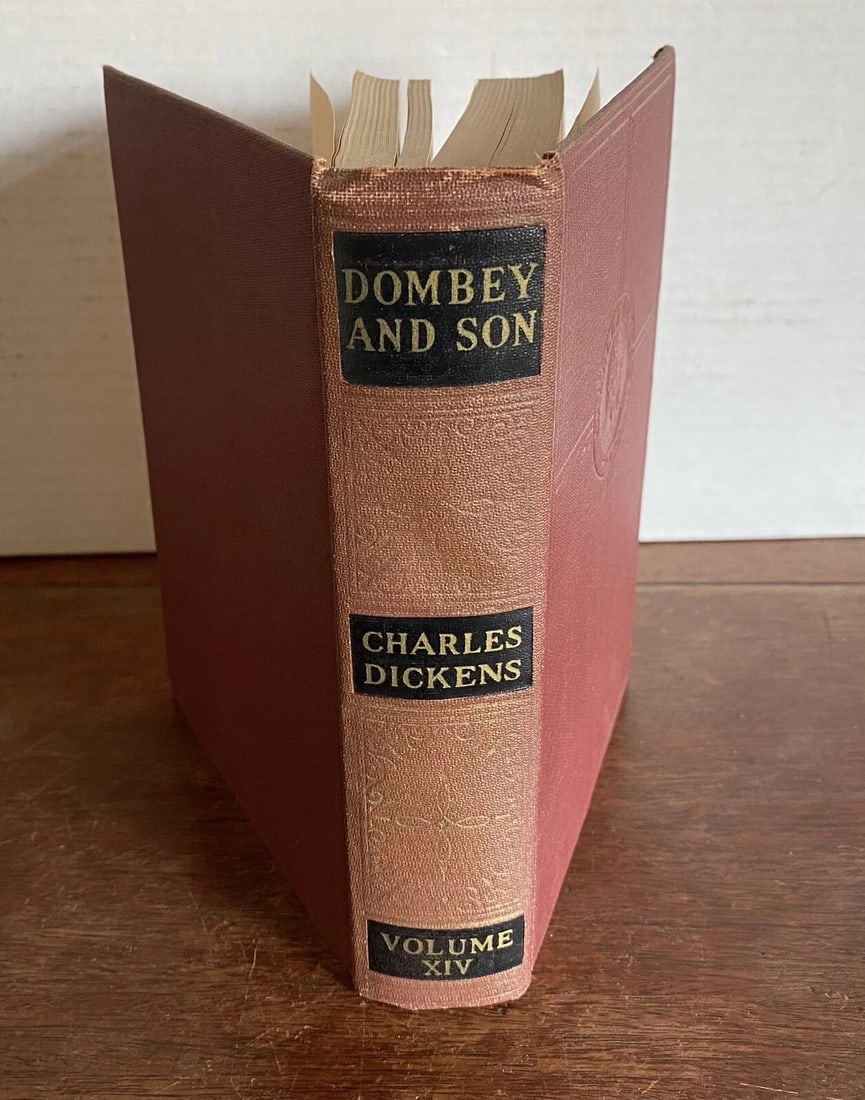 DOMBEY
AND SON
CHARLES
DICKENS
VOLUME
XIV